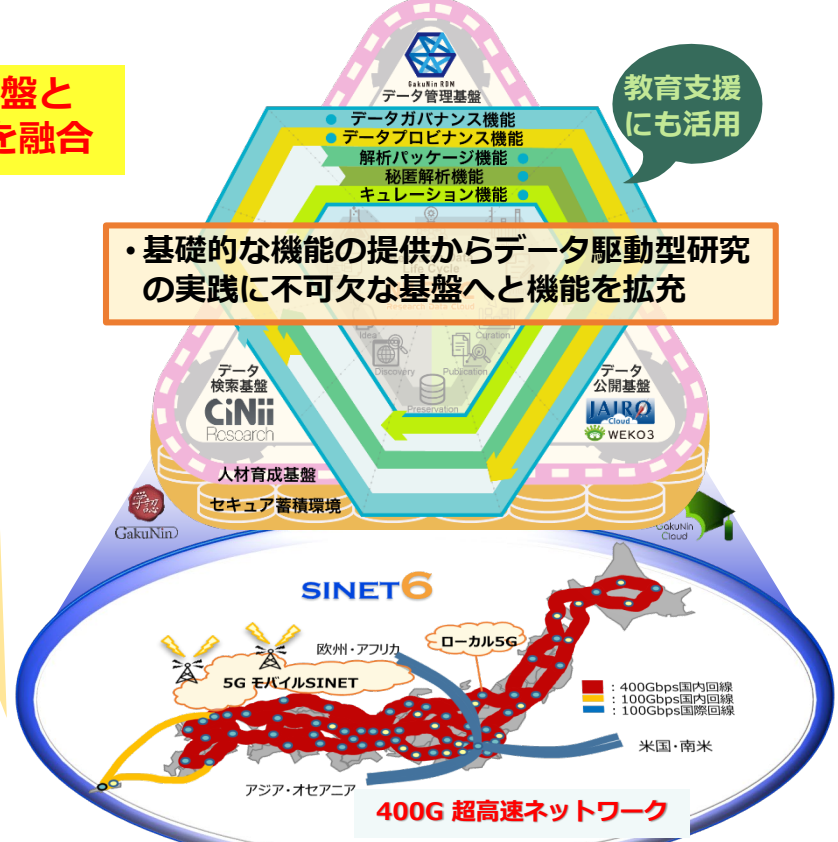 盤と
を融合
GakuNin RDM
データ管理基盤
教育支援
にも活用
データガバナンス機能
データプロビナンス機能
解析パッケージ機能
秘匿解析機能
キュレーション機能
・基礎的な機能の提供からデータ駆動型研究
の実践に不可欠な基盤へと機能を拡充
Life Cycle
Idea
Curation
Discovery
Publication
Preservation
データ
検索基盤
CiNii
Research
データ
公開基盤
JAIRO
Cloud
WEKO3
人材育成基盤
セキュア蓄積環境
学認
GakuNin
GakuNin
Cloud
SINET6
欧州・アフリカ
ローカル5G
5G モバイルSINET
：400Gbps国内回線
：100Gbps国内回線
：100Gbps国際回線
米国・南米
アジア・オセアニア
400G 超高速ネットワーク